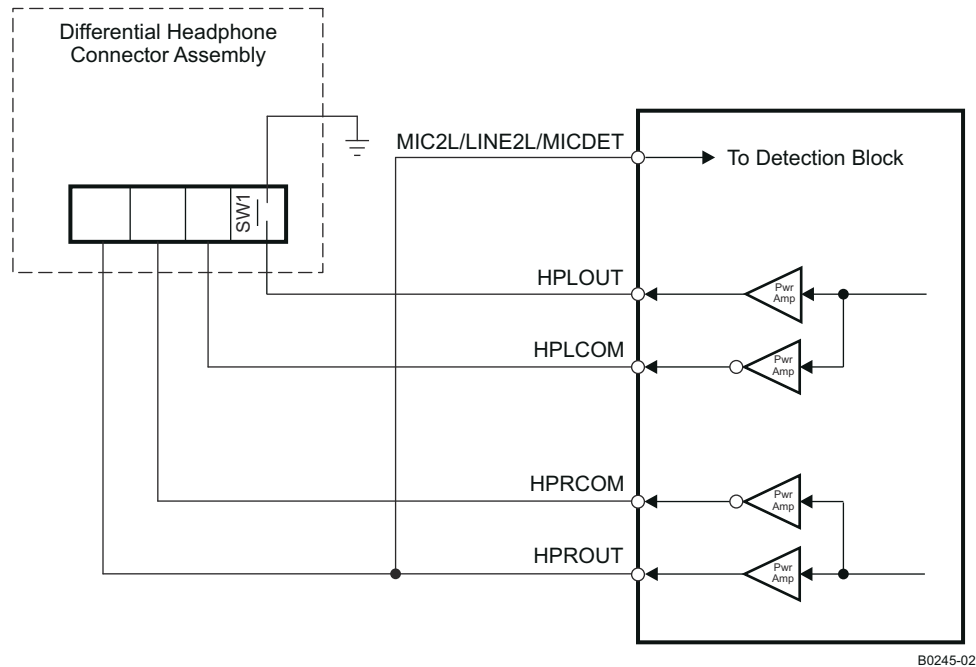 Differential Headphone
Connector Assembly
SW1
MIC2L/LINE2L/MICDET
To Detection Block
HPLOUT
Pwr
Amp
HPLCOM
Pwr
Amp
HPRCOM
Pwr
Amp
HPROUT
Pwr
Amp
B0245-02